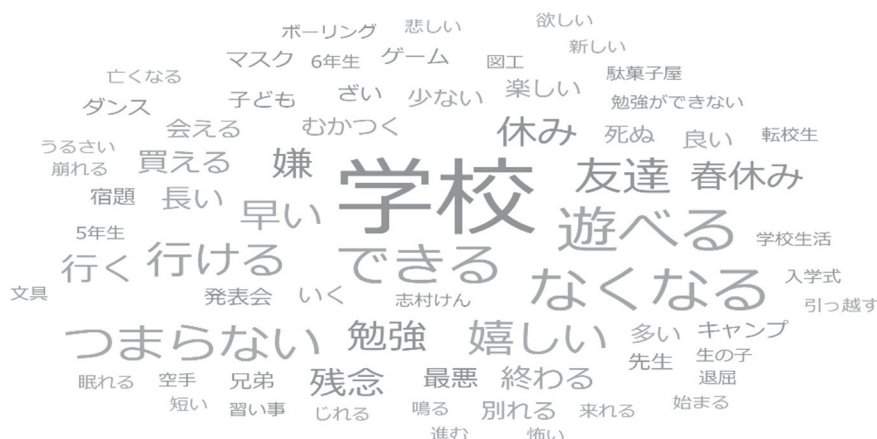 悲しい 欲しい
ボーリング 新しい
マスク 6年生 ゲーム 図工
亡くなる 駄菓子屋
ダンス 子ども ざい 少ない 楽しい 勉強ができない
会える むかつく 休み 死ぬ 良い 転校生
うるさい
崩れる 買える 嫌 学校 友達 春休み
宿題 長い 早い 遊べる
5年生 学校生活
行く 行ける できる なくなる 入学式
文具 発表会 いく 志村けん 引っ越す
つまらない 勉強 嬉しい 多い キャンプ
先生 生の子
眠れる 空手 兄弟 残念 最悪 終わる 退屈
短い 習い事 じれる 鳴る 別れる 来れる 始まる
進む 怖い